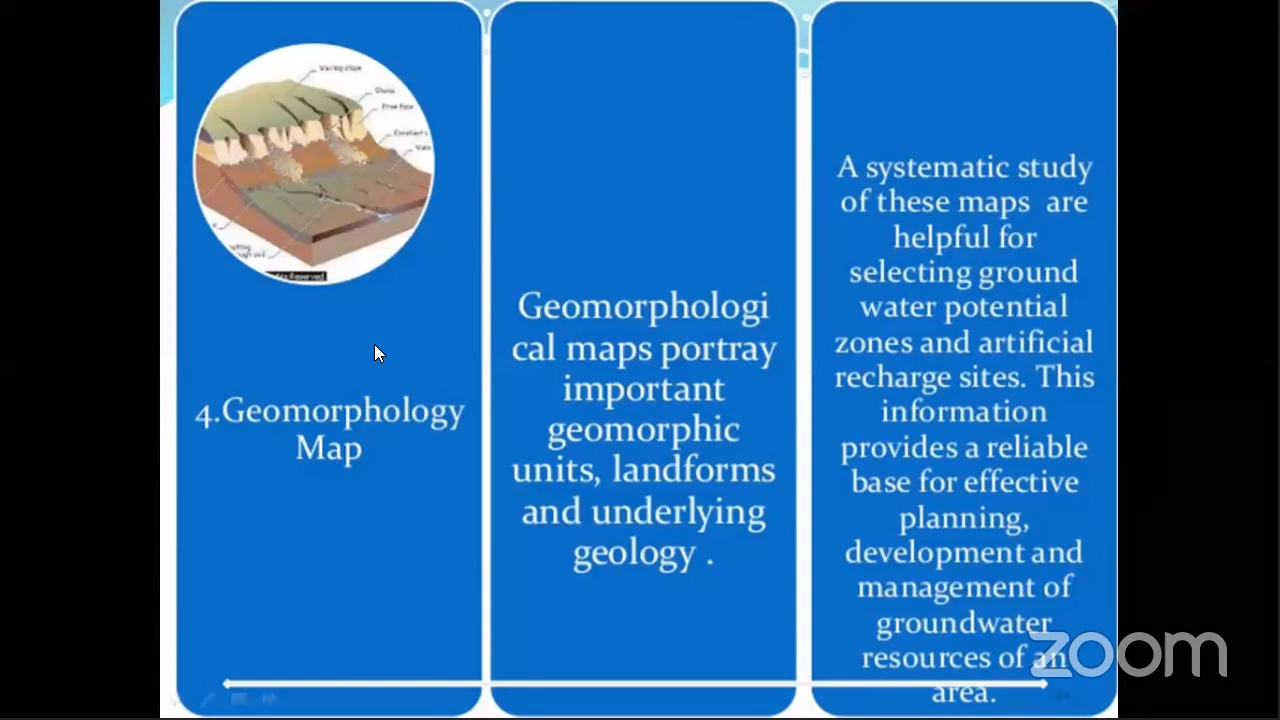 4.Geomorphology
Map
Geomorphologi
cal maps portray
important
geomorphic
units, landforms
and underlying
geology .
A systematic study
of these maps are
helpful for
selecting ground
water potential
zones and artificial
recharge sites. This
information
provides a reliable
base for effective
planning,
development and
management of
groundwater
resources of an
area.
zoom